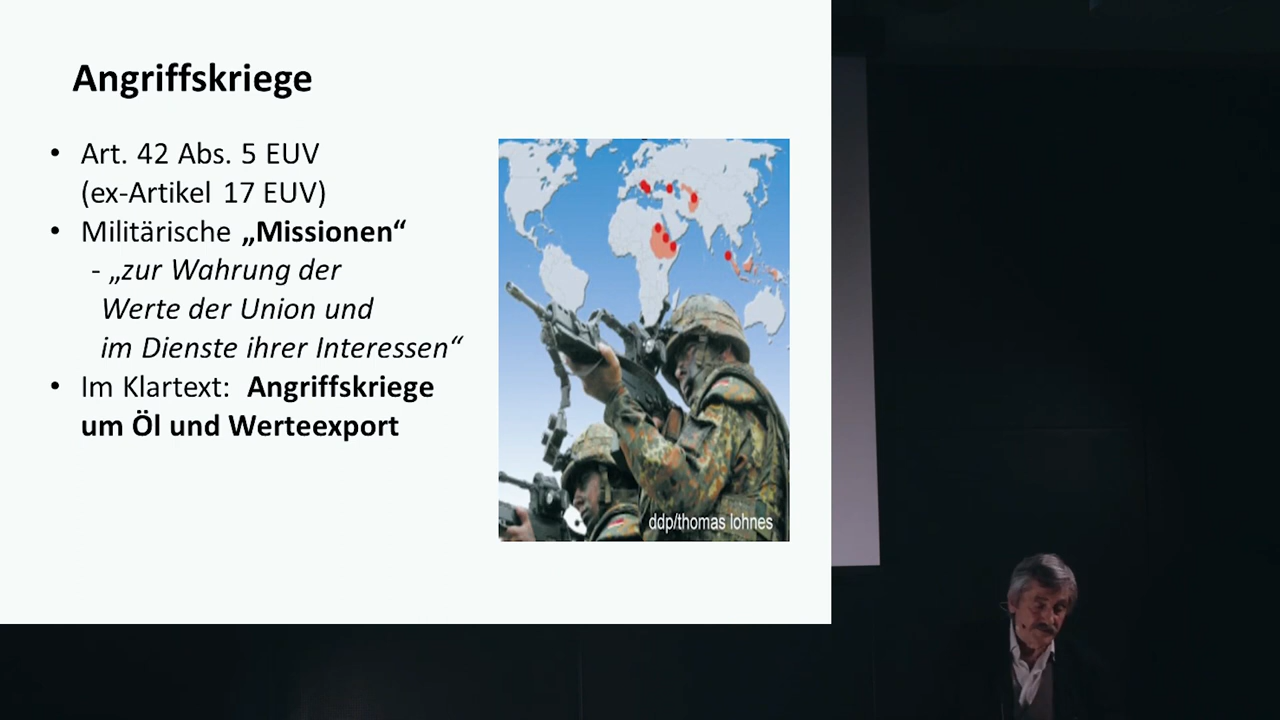 Angriffskriege
• Art. 42 Abs. 5 EUV
(ex-Artikel 17 EUV)
• Militärische „Missionen“
- „zur Wahrung der
Werte der Union und
im Dienste ihrer Interessen“
• Im Klartext: Angriffskriege
um Öl und Werteexport
ddp/thomas lohnes